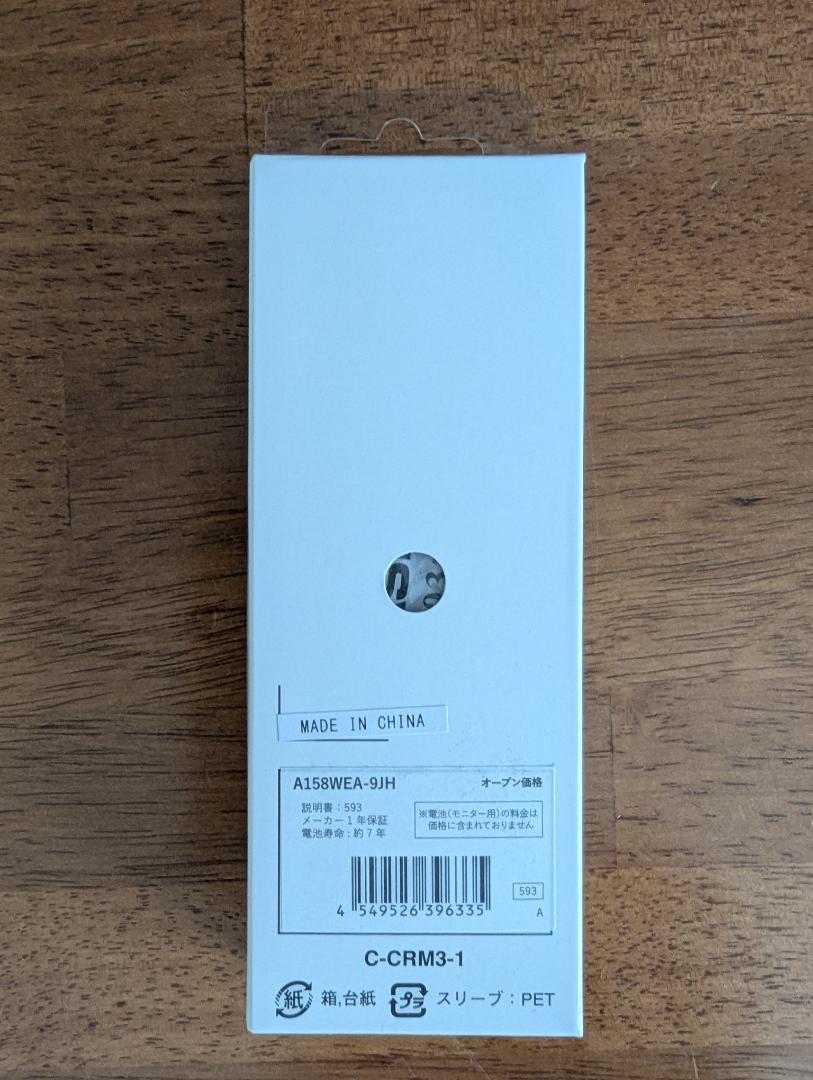 MADE IN CHINA
A158WEA-9JH オープン価格
説明書：593
メーカー1年保証
電池寿命：約7年
※電池(モニター用)の料金は
価格に含まれておりません
593
4 549526 396335
A
C-CRM3-1
紙 箱,台紙 プラ スリーブ：PET